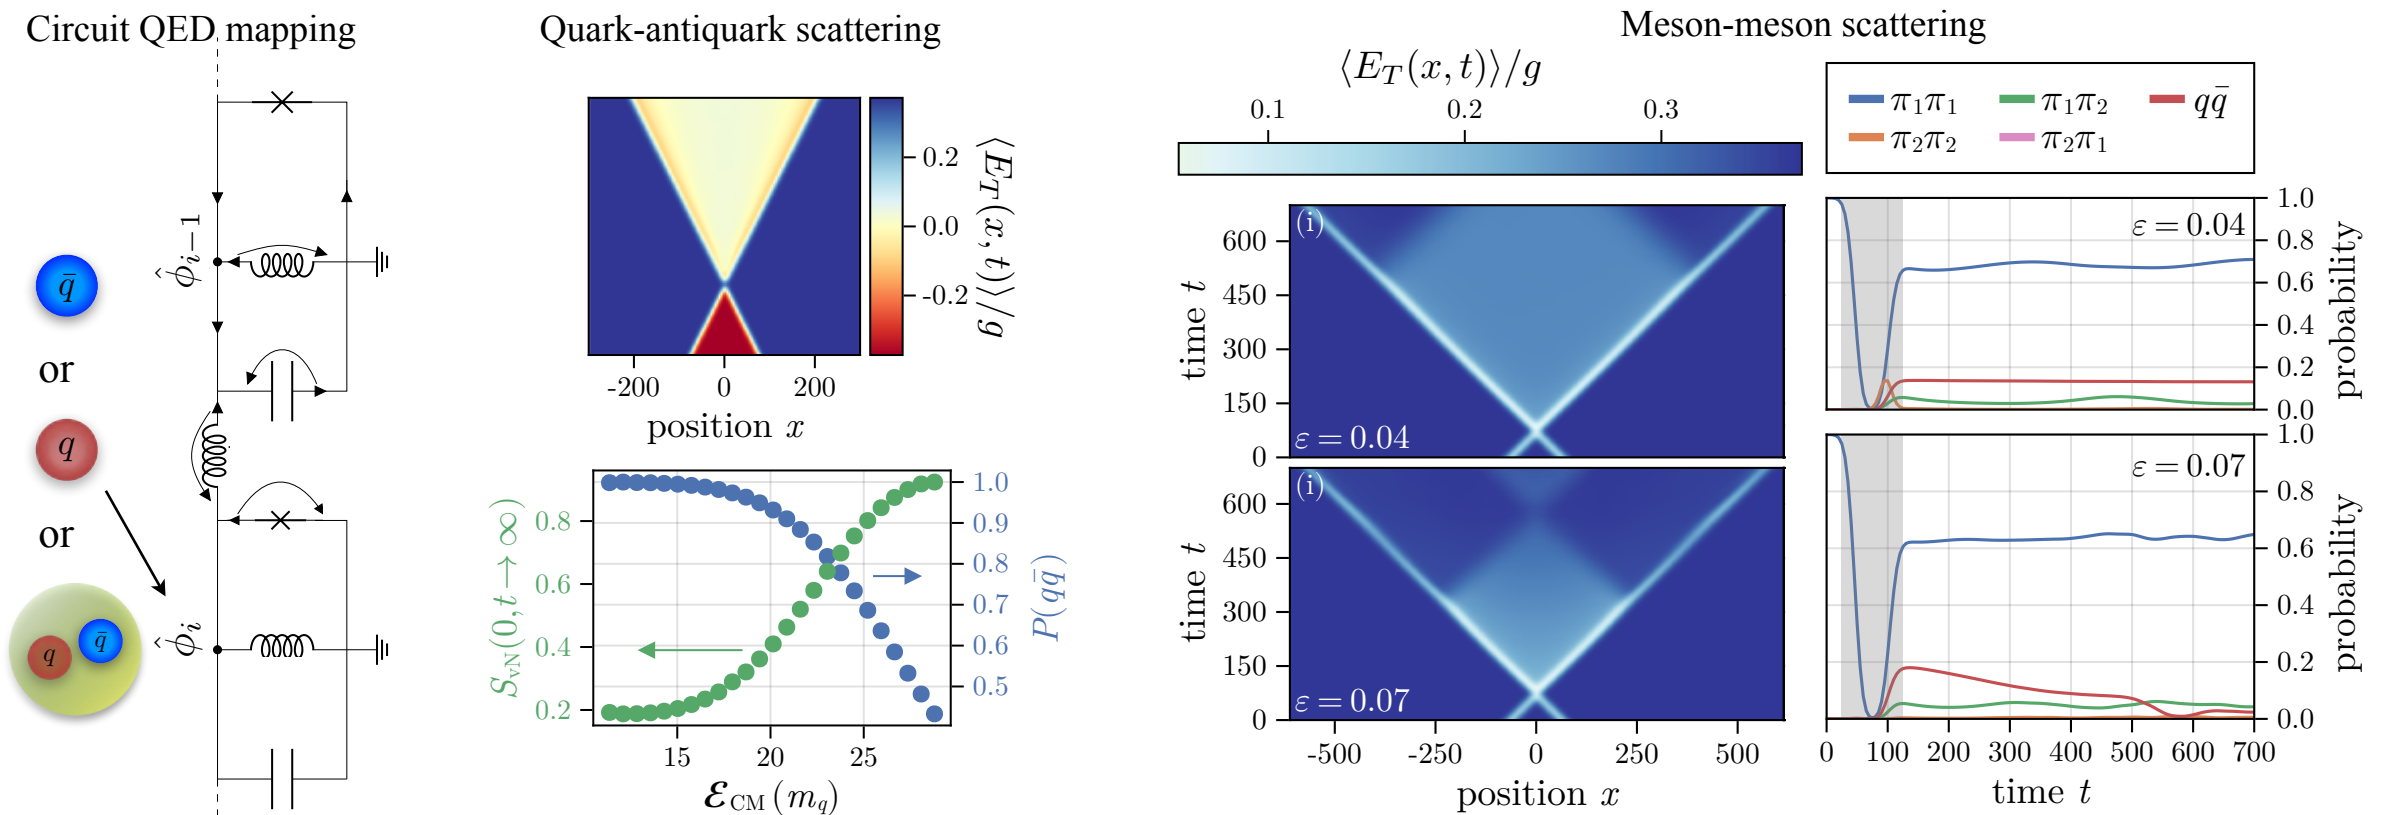 Circuit QED mapping
q̄
or
q
or
q q̄
ϕ̂ᵢ₋₁
ϕ̂ᵢ
Quark-antiquark scattering
0.2
0.0
-0.2
⟨E_T(x, t)⟩/g
-200 0 200
position x
0.8
0.6
0.4
0.2
S_vN(0, t → ∞)
1.0
0.9
0.8
0.7
0.6
0.5
P(qq̄)
15 20 25
𝓔_CM (m_q)
Meson-meson scattering
⟨E_T(x, t)⟩/g
0.1 0.2 0.3
(i)
ε = 0.04
600
450
300
150
0
time t
(i)
ε = 0.07
600
450
300
150
0
time t
-500 -250 0 250 500
position x
π₁π₁ π₁π₂ qq̄
π₂π₂ π₂π₁
ε = 0.04
1.0
0.8
0.6
0.4
0.2
0.0
probability
ε = 0.07
1.0
0.8
0.6
0.4
0.2
0.0
probability
0 100 200 300 400 500 600 700
time t